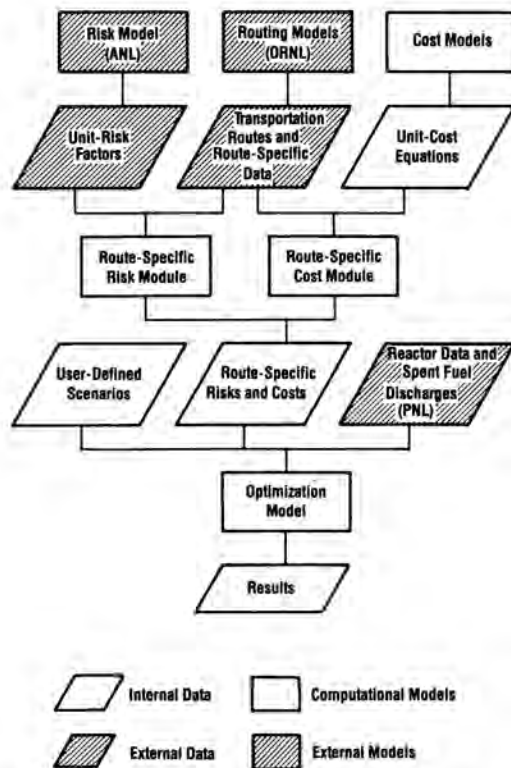 Risk Model
(ANL)
Routing Models
(ORNL)
Cost Models
Unit-Risk
Factors
Transportation
Routes and
Route-Specific
Data
Unit-Cost
Equations
Route-Specific
Risk Module
Route-Specific
Cost Module
User-Defined
Scenarios
Route-Specific
Risks and Costs
Reactor Data and
Spent Fuel
Discharges
(PNL)
Optimization
Model
Results
Internal Data
Computational Models
External Data
External Models